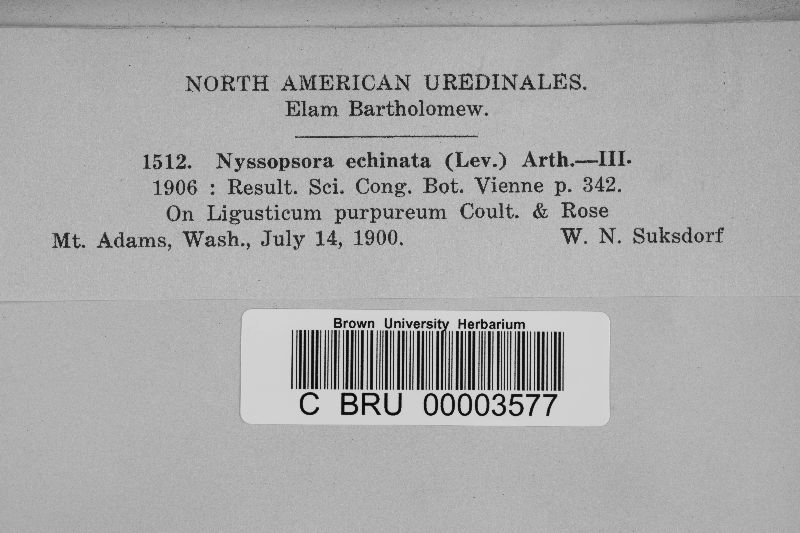 NORTH AMERICAN UREDINALES.
Elam Bartholomew.
1512. Nyssopsora echinata (Lev.) Arth.—III.
1906 : Result. Sci. Cong. Bot. Vienne p. 342.
On Ligusticum purpureum Coult. & Rose
Mt. Adams, Wash., July 14, 1900. W. N. Suksdorf
Brown University Herbarium
C BRU 00003577